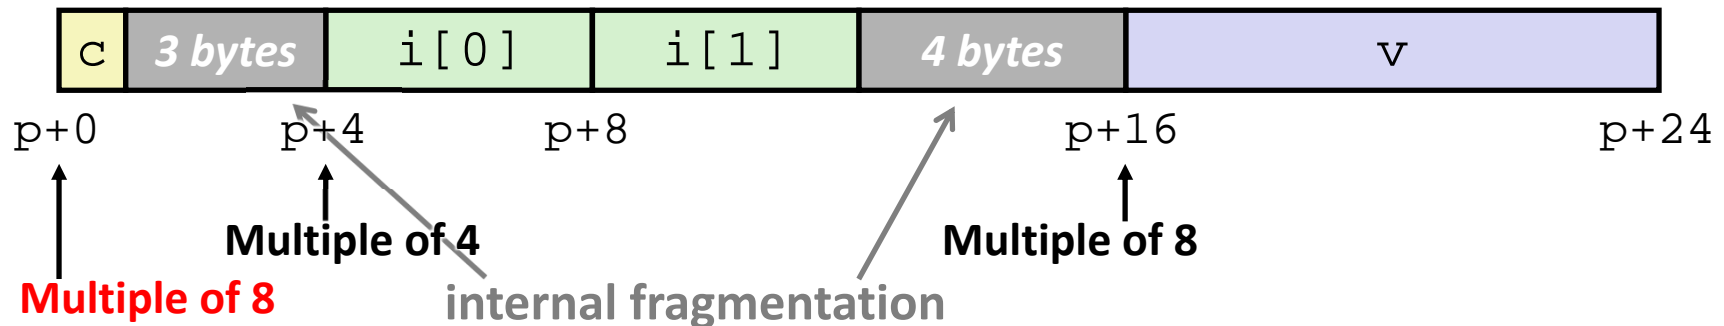 c 3 bytes i[0] i[1] 4 bytes v
p+0 p+4 p+8 p+16 p+24
Multiple of 4 Multiple of 8
Multiple of 8 internal fragmentation